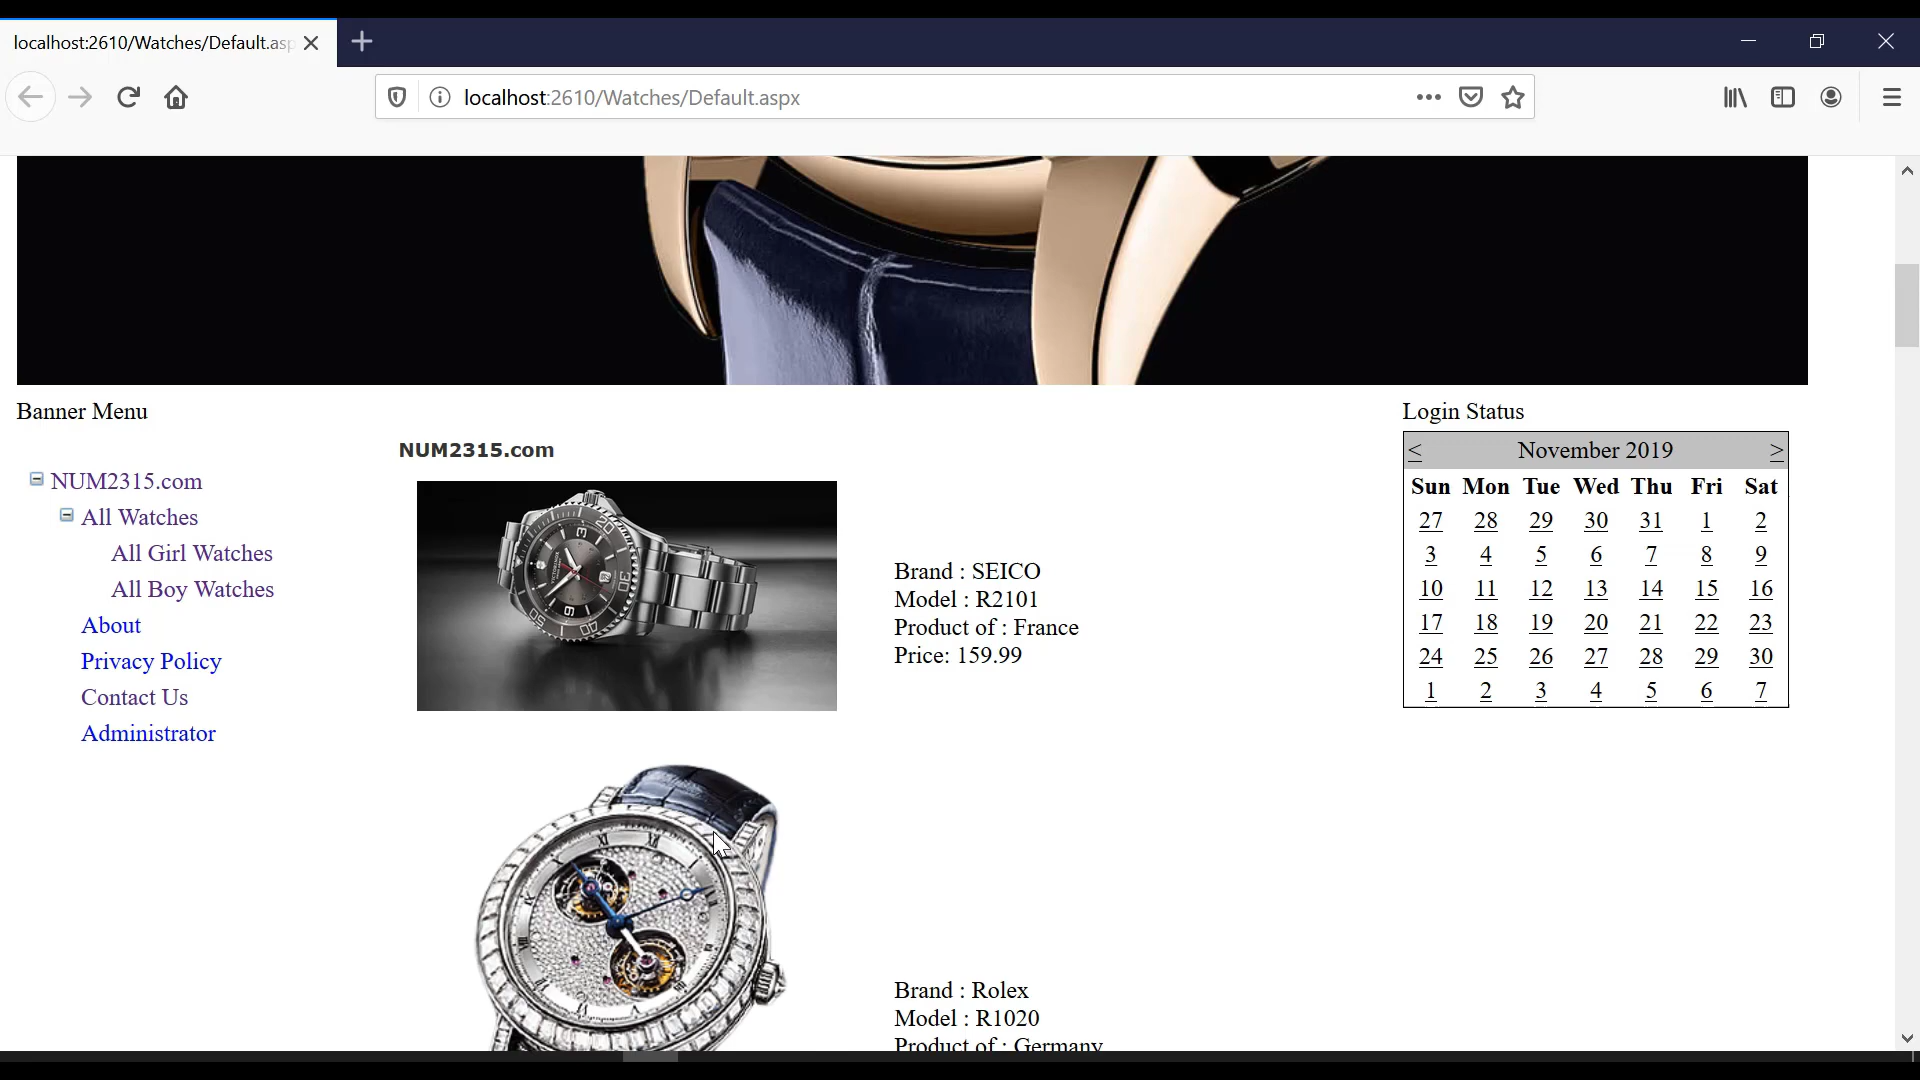 localhost:2610/Watches/Default.asp
localhost:2610/Watches/Default.aspx
Banner Menu
NUM2315.com
All Watches
All Girl Watches
All Boy Watches
About
Privacy Policy
Contact Us
Administrator
NUM2315.com
Brand : SEICO
Model : R2101
Product of : France
Price: 159.99
Brand : Rolex
Model : R1020
Product of : Germany
Login Status
< November 2019 >
Sun Mon Tue Wed Thu Fri Sat
27 28 29 30 31 1 2
3 4 5 6 7 8 9
10 11 12 13 14 15 16
17 18 19 20 21 22 23
24 25 26 27 28 29 30
1 2 3 4 5 6 7